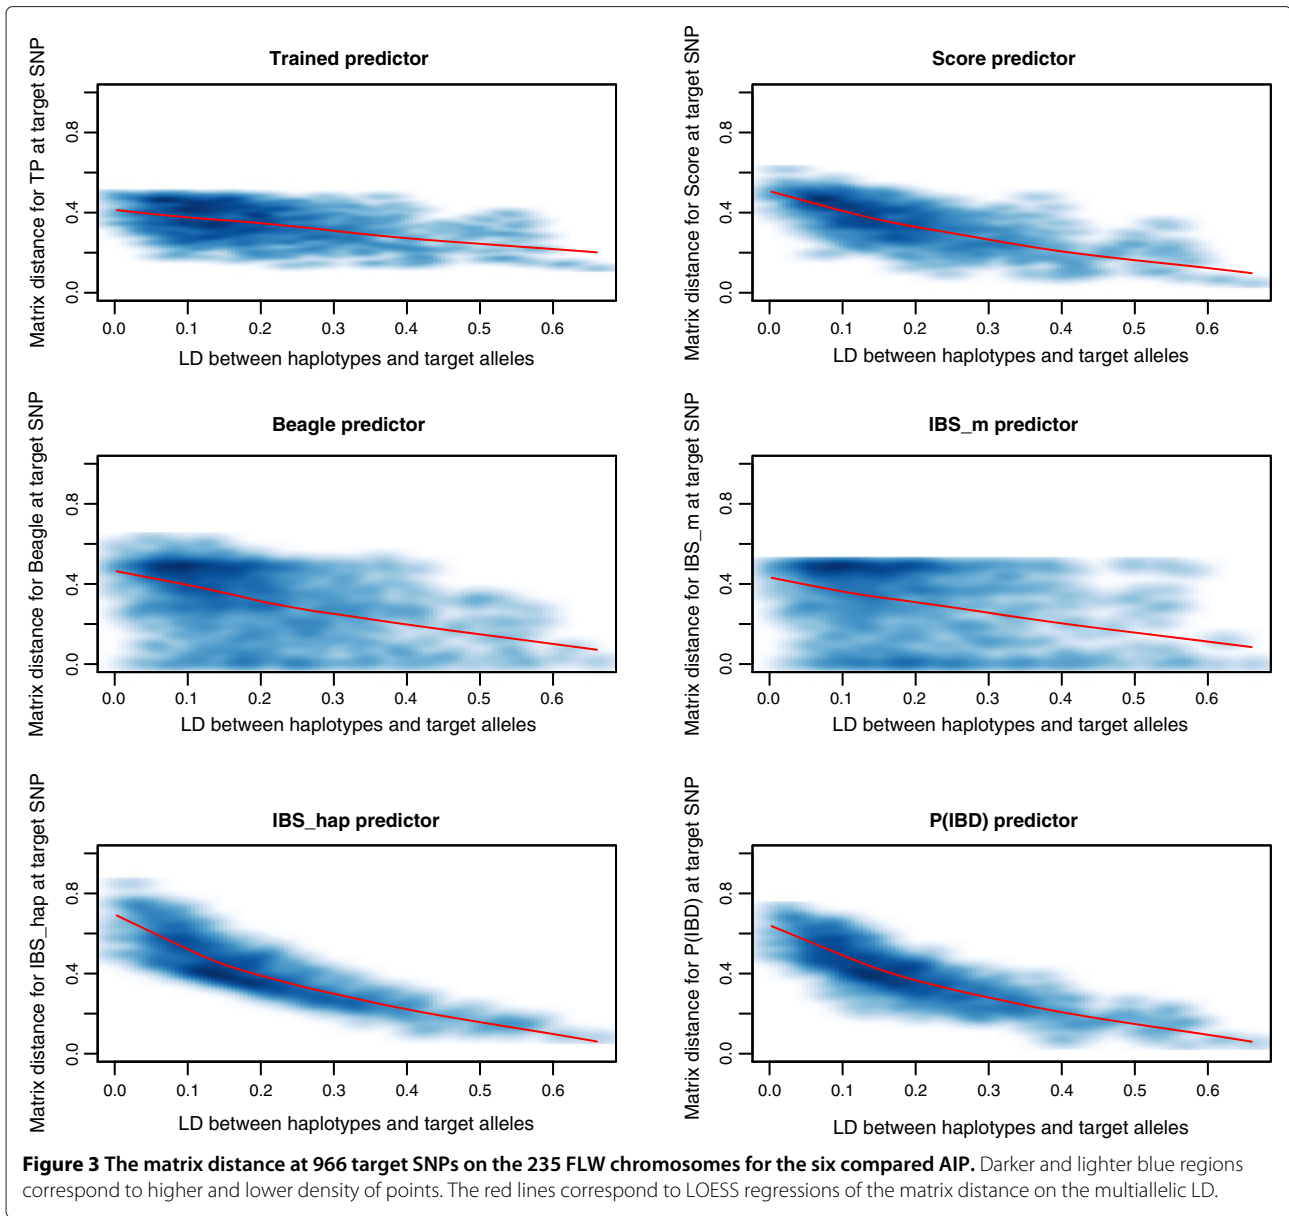 Trained predictor
Matrix distance for TP at target SNP
0.8
0.4
0.0
0.0 0.1 0.2 0.3 0.4 0.5 0.6
LD between haplotypes and target alleles
Score predictor
Matrix distance for Score at target SNP
0.8
0.4
0.0
0.0 0.1 0.2 0.3 0.4 0.5 0.6
LD between haplotypes and target alleles
Beagle predictor
Matrix distance for Beagle at target SNP
0.8
0.4
0.0
0.0 0.1 0.2 0.3 0.4 0.5 0.6
LD between haplotypes and target alleles
IBS_m predictor
Matrix distance for IBS_m at target SNP
0.8
0.4
0.0
0.0 0.1 0.2 0.3 0.4 0.5 0.6
LD between haplotypes and target alleles
IBS_hap predictor
Matrix distance for IBS_hap at target SNP
0.8
0.4
0.0
0.0 0.1 0.2 0.3 0.4 0.5 0.6
LD between haplotypes and target alleles
P(IBD) predictor
Matrix distance for P(IBD) at target SNP
0.8
0.4
0.0
0.0 0.1 0.2 0.3 0.4 0.5 0.6
LD between haplotypes and target alleles
Figure 3 The matrix distance at 966 target SNPs on the 235 FLW chromosomes for the six compared AIP. Darker and lighter blue regions
correspond to higher and lower density of points. The red lines correspond to LOESS regressions of the matrix distance on the multiallelic LD.